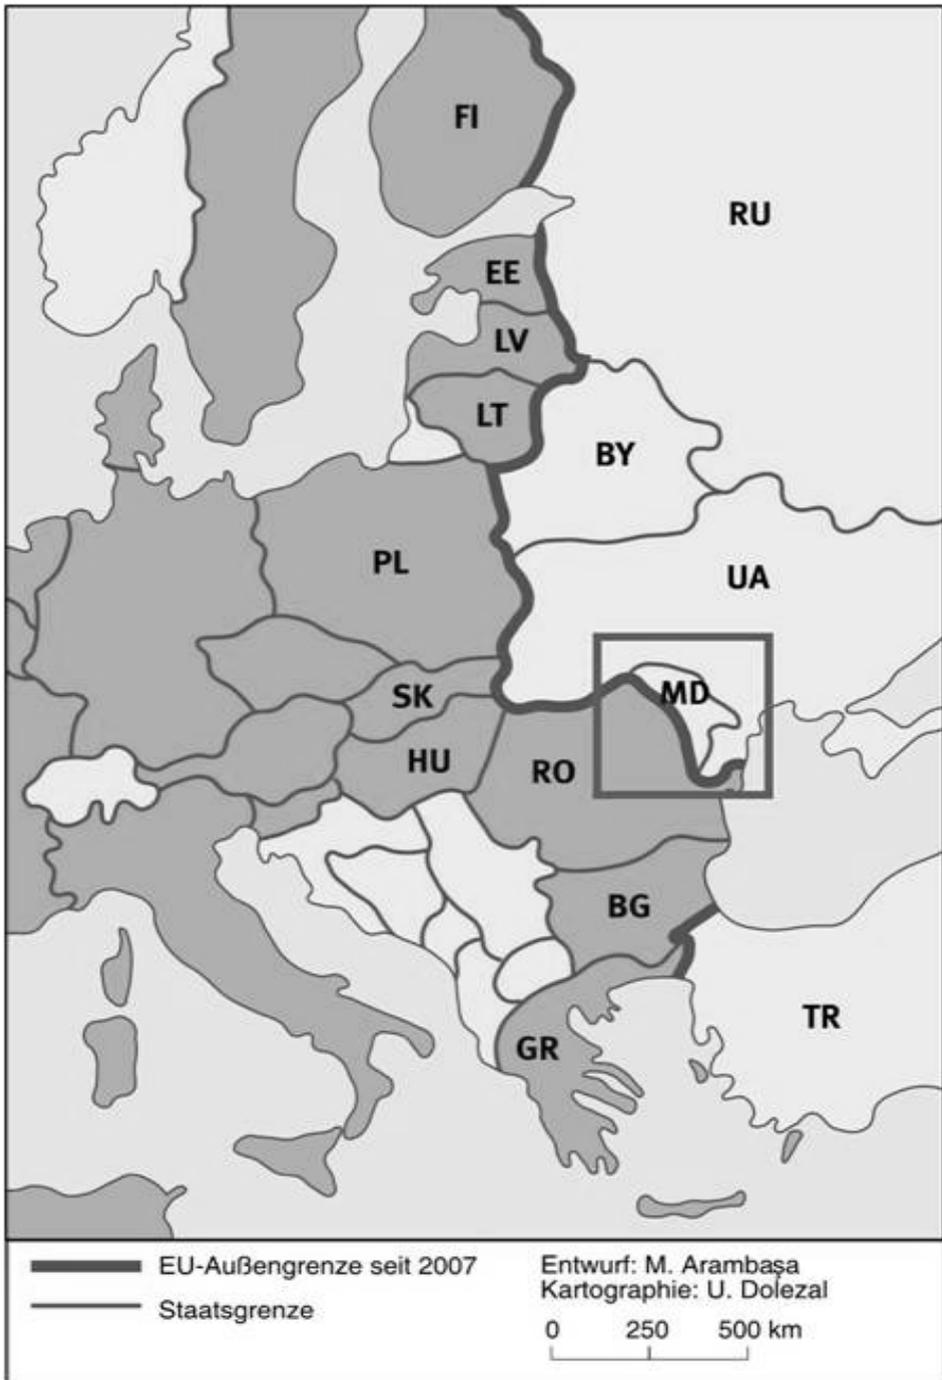 FI
RU
EE
LV
LT
BY
PL
UA
SK
MD
HU
RO
BG
TR
GR
EU-Außengrenze seit 2007
Staatsgrenze
Entwurf: M. Arambaşa
Kartographie: U. Dolezal
0 250 500 km